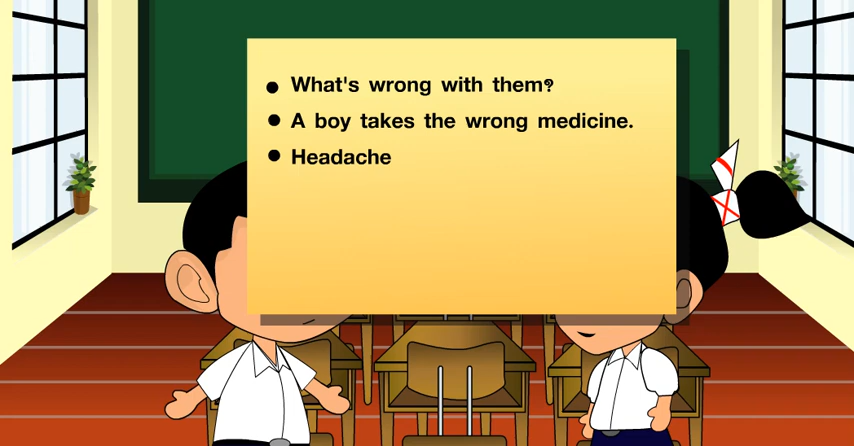 ● What's wrong with them?
● A boy takes the wrong medicine.
● Headache